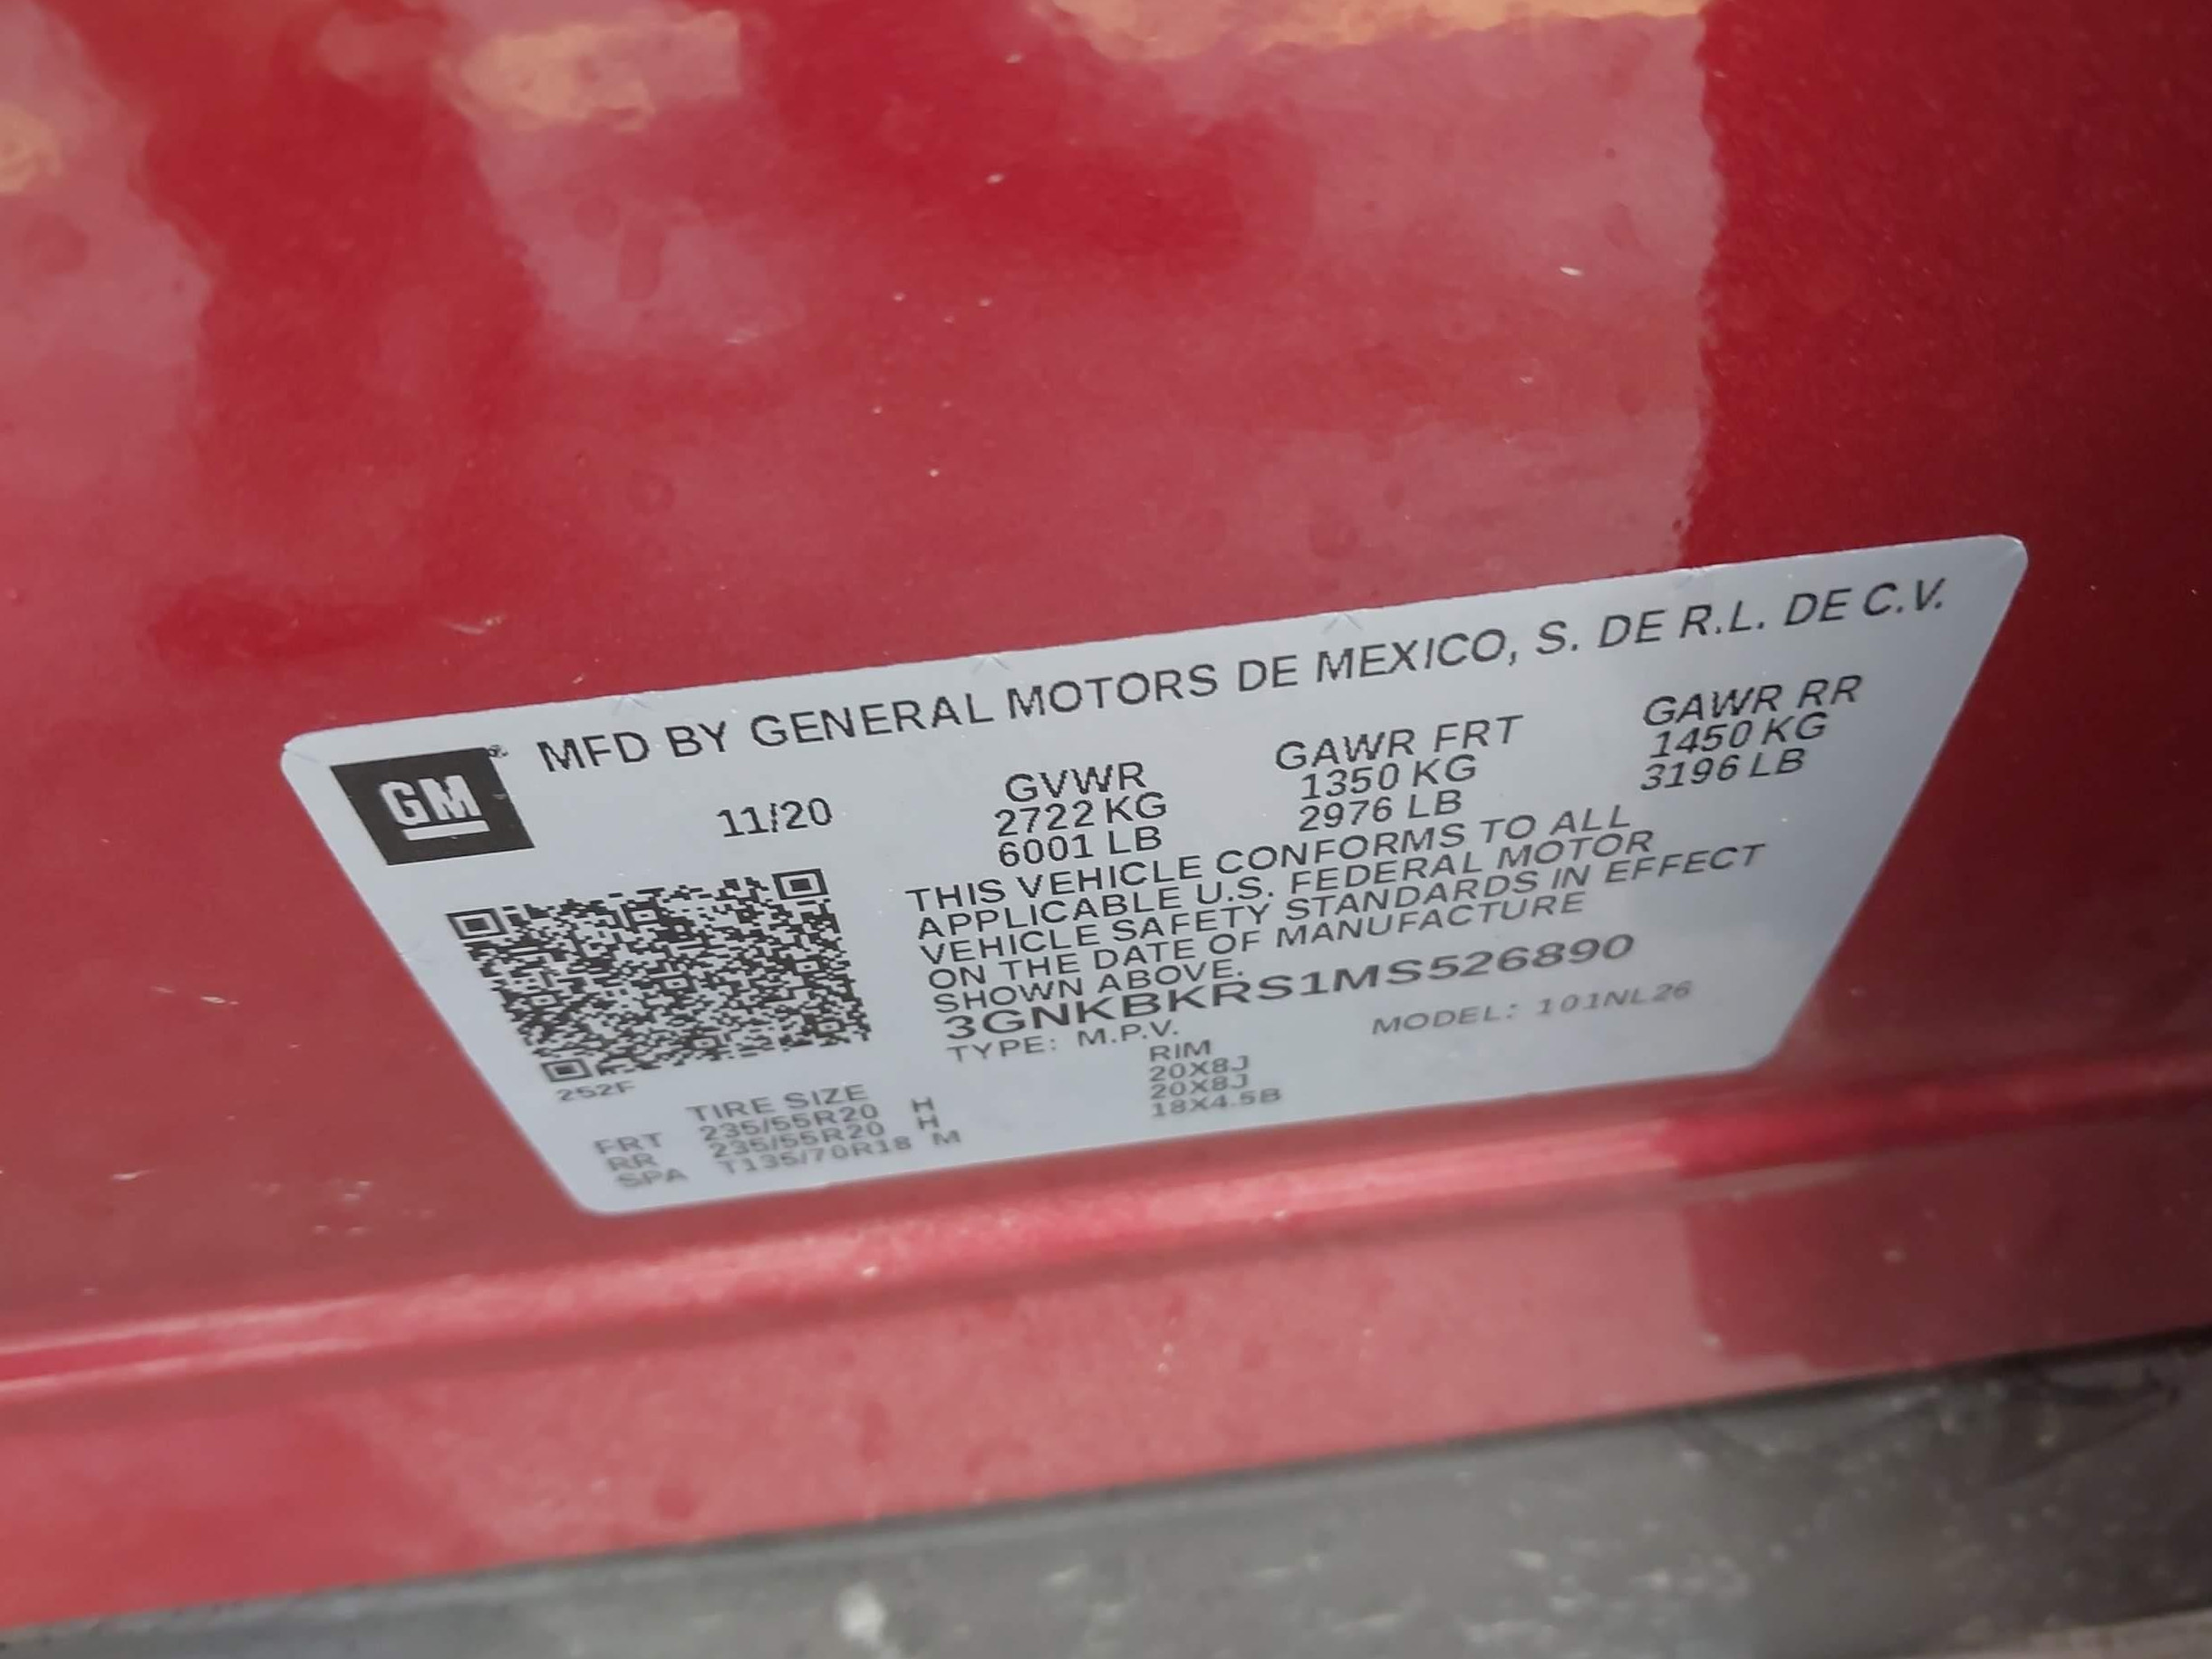 MFD BY GENERAL MOTORS DE MEXICO, S. DE R.L. DE C.V.
GM®
11/20
GVWR
2722 KG
6001 LB
GAWR FRT
1350 KG
2976 LB
GAWR RR
1450 KG
3196 LB
THIS VEHICLE CONFORMS TO ALL
APPLICABLE U.S. FEDERAL MOTOR
VEHICLE SAFETY STANDARDS IN EFFECT
ON THE DATE OF MANUFACTURE
SHOWN ABOVE.
3GNKBKRS1MS526890
TYPE: M.P.V.
MODEL: 101NL26
252F
TIRE SIZE RIM
FRT 235/55R20 H 20X8J
RR 235/55R20 H 20X8J
SPA T135/70R18 M 18X4.5B